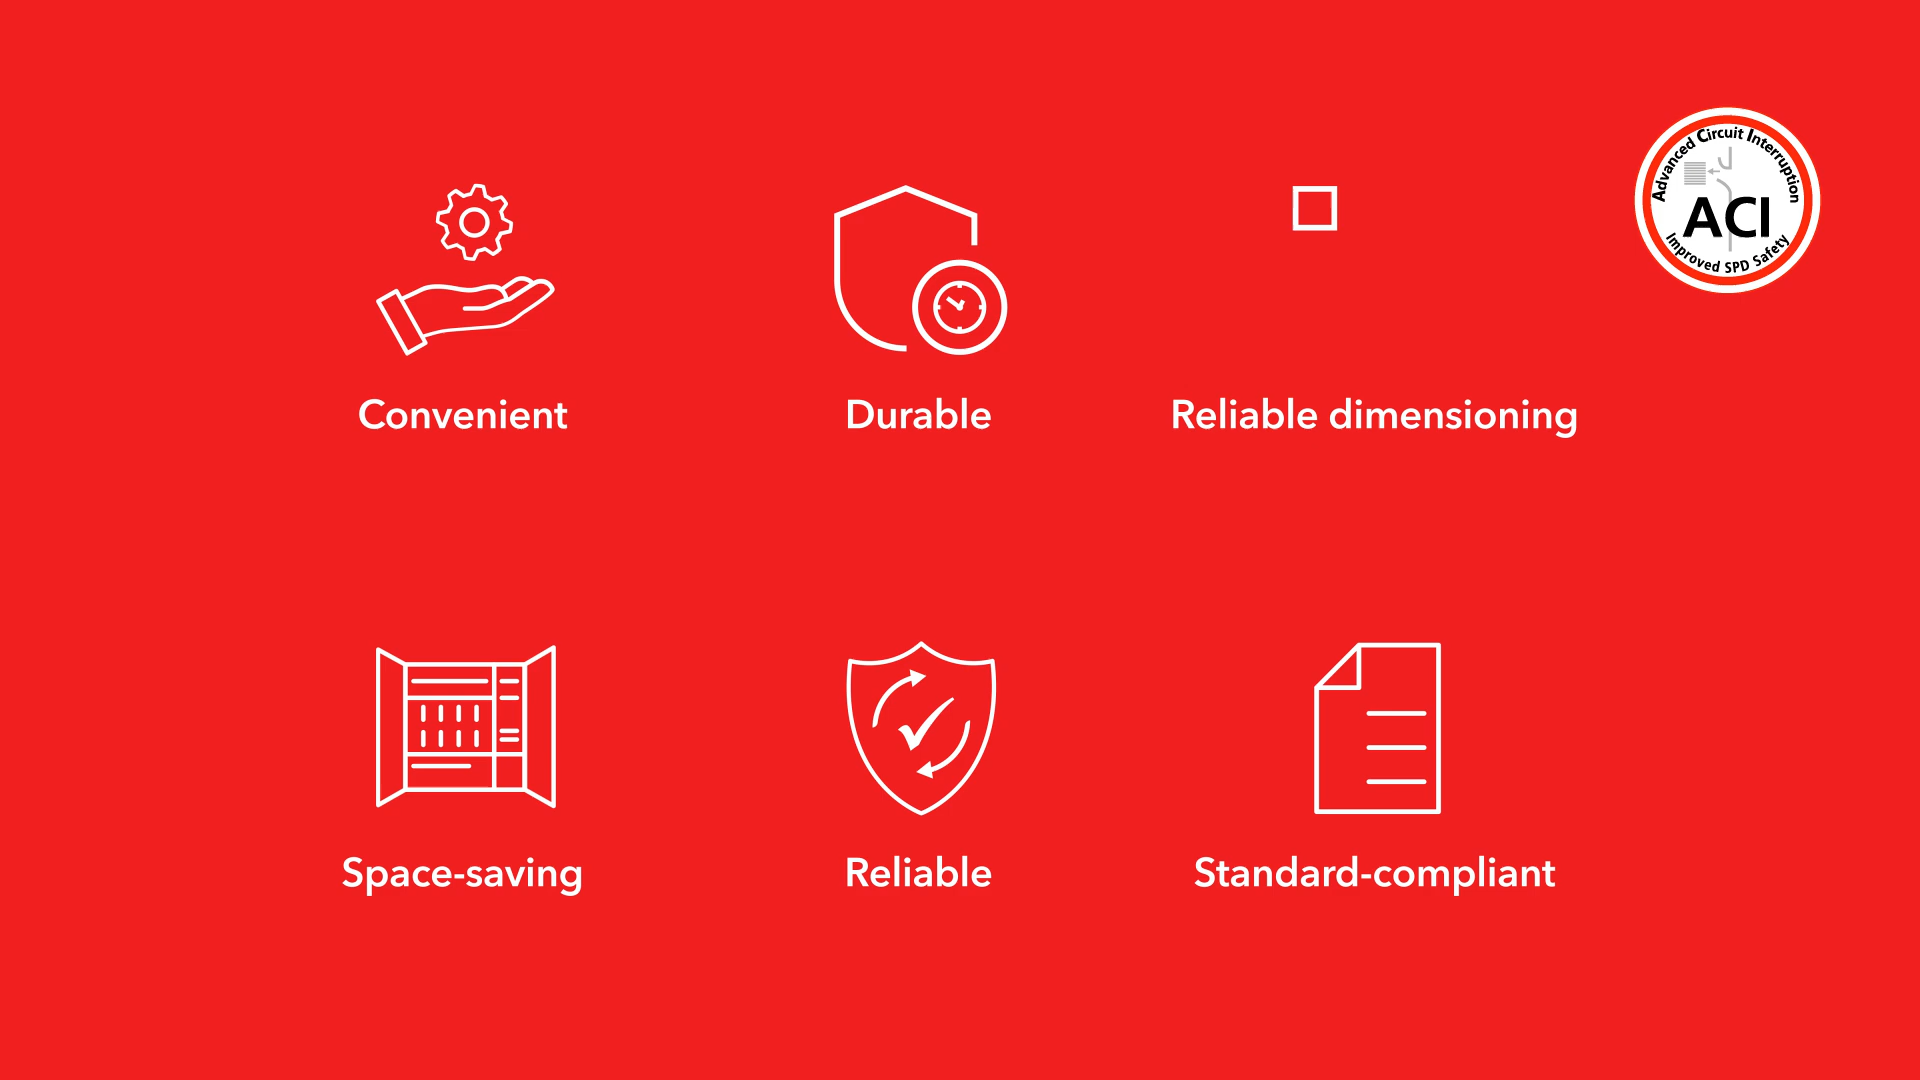 Advanced Circuit Interruption
ACI
Improved SPD Safety
Convenient
Durable
Reliable dimensioning
Space-saving
Reliable
Standard-compliant